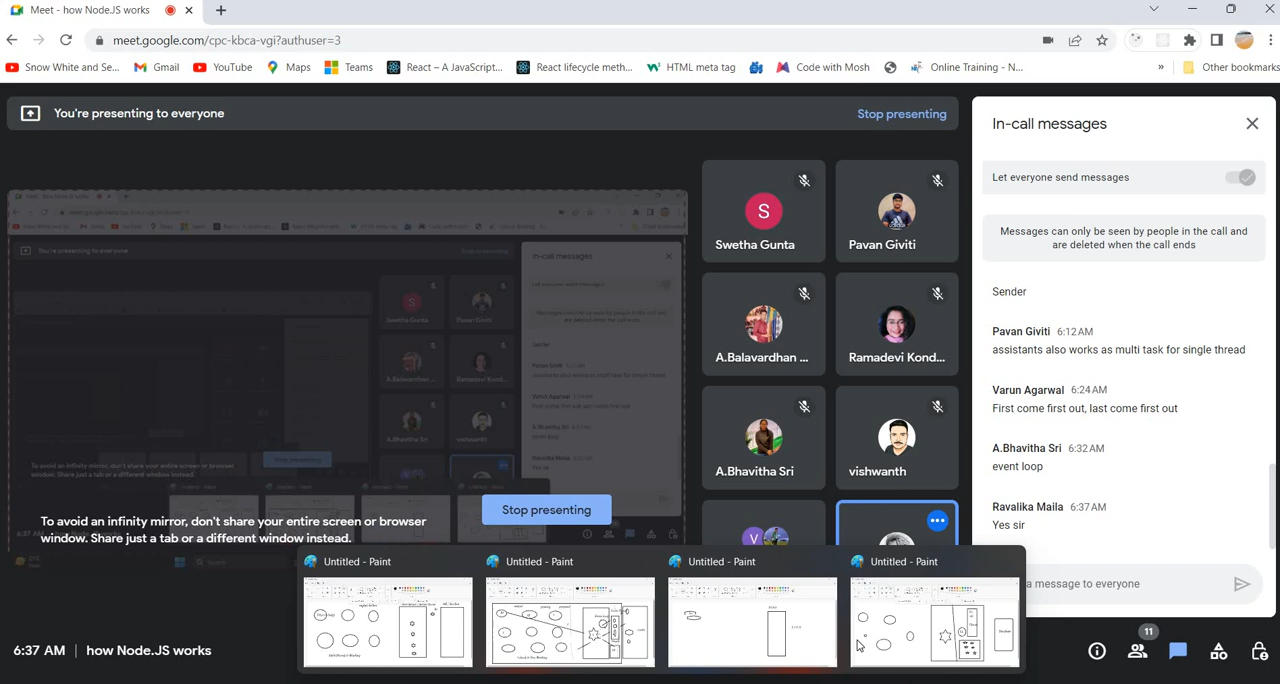 Meet - how Node.JS works
meet.google.com/cpc-kbca-vgi?authuser=3
Snow White and Se... Gmail YouTube Maps Teams React – A JavaScript... React lifecycle meth... HTML meta tag Code with Mosh Online Training - N... » Other bookmarks
You're presenting to everyone
Stop presenting
In-call messages
Let everyone send messages
Messages can only be seen by people in the call and
are deleted when the call ends
Sender
Pavan Giviti 6:12 AM
assistants also works as multi task for single thread
Varun Agarwal 6:24 AM
First come first out, last come first out
A.Bhavitha Sri 6:32 AM
event loop
Ravalika Maila 6:37 AM
Yes sir
a message to everyone
S
Swetha Gunta
Pavan Giviti
A.Balavardhan ...
Ramadevi Kond...
A.Bhavitha Sri
vishwanth
V
Stop presenting
To avoid an infinity mirror, don't share your entire screen or browser
window. Share just a tab or a different window instead.
Untitled - Paint
Untitled - Paint
Untitled - Paint
Untitled - Paint
6:37 AM | how Node.JS works
11